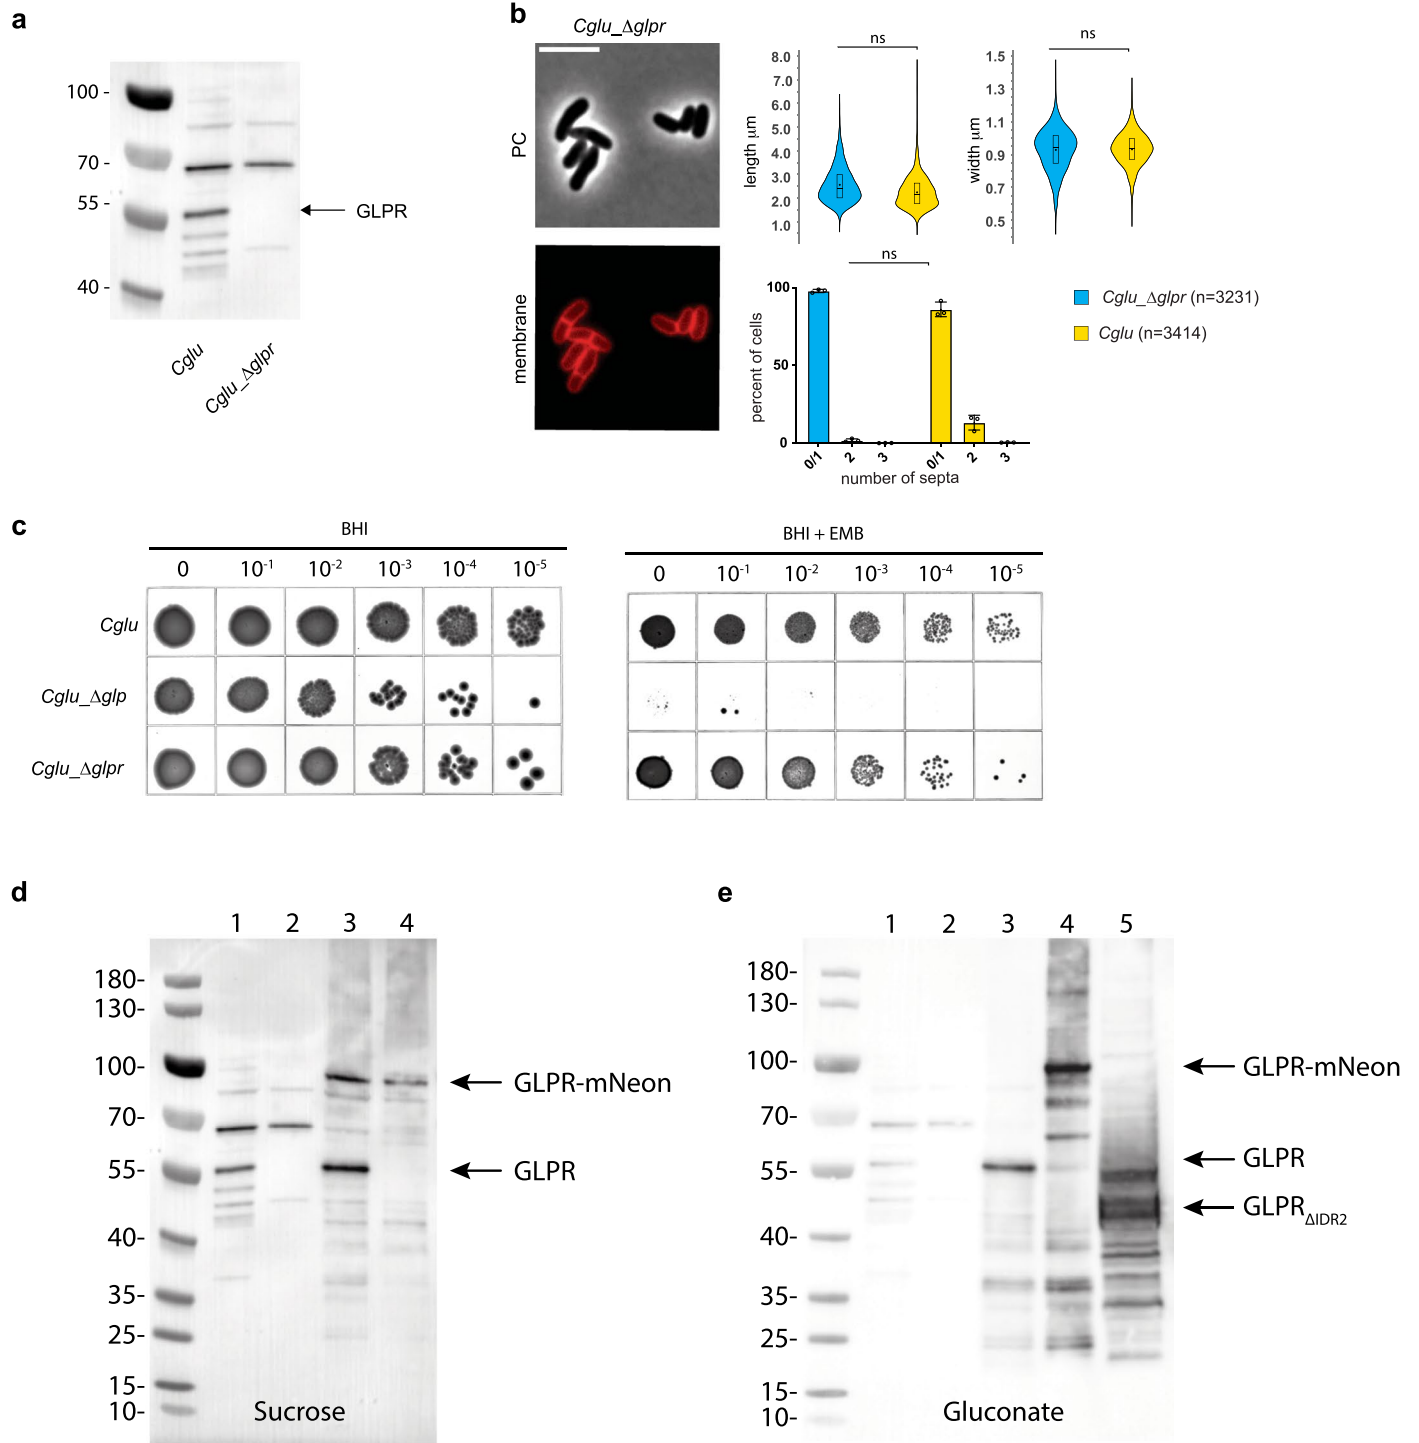 a
100 -
70 -
55 -
40 -
GLPR
Cglu
Cglu_Δglpr
b
Cglu_Δglpr
PC
membrane
ns
length μm
8.0
7.0
6.0
5.0
4.0
3.0
2.0
1.0
ns
width μm
1.5
1.3
1.1
0.9
0.7
0.5
ns
percent of cells
100
50
0
0/1 2 3 0/1 2 3
number of septa
Cglu_Δglpr (n=3231)
Cglu (n=3414)
c
BHI
0 10-1 10-2 10-3 10-4 10-5
BHI + EMB
0 10-1 10-2 10-3 10-4 10-5
Cglu
Cglu_Δglp
Cglu_Δglpr
d
1 2 3 4
180-
130-
100-
70-
55-
40-
35-
25-
15-
10-
GLPR-mNeon
GLPR
Sucrose
e
1 2 3 4 5
180-
130-
100-
70-
55-
40-
35-
25-
15-
10-
GLPR-mNeon
GLPR
GLPRΔIDR2
Gluconate